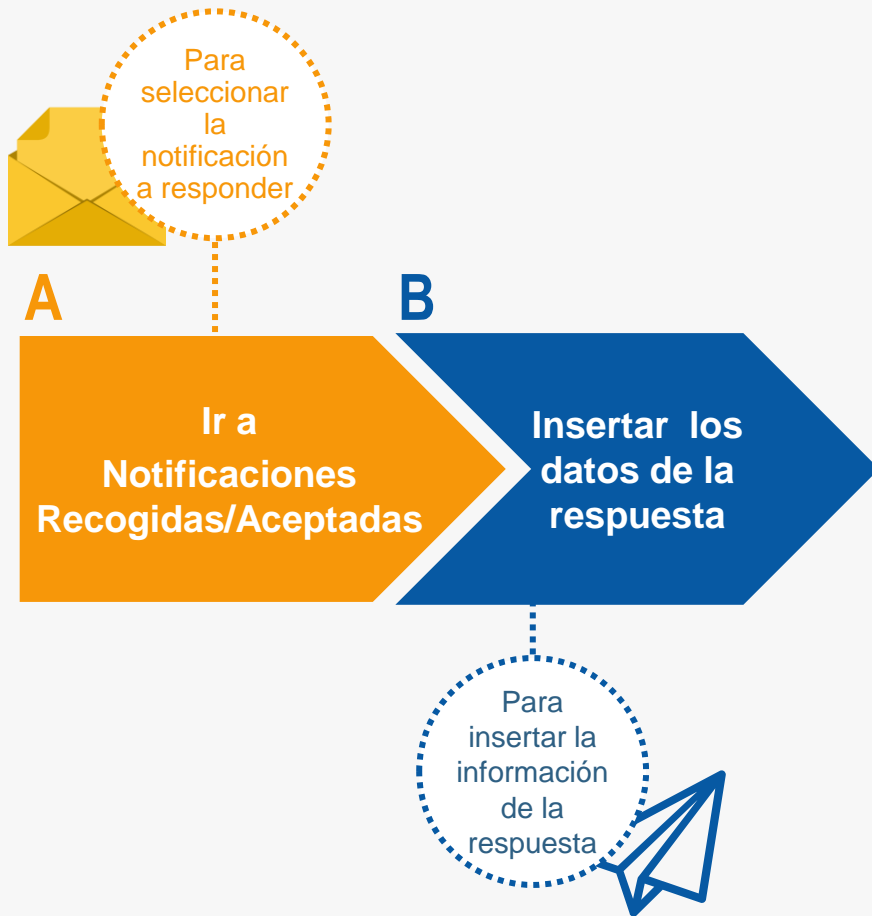 Para
seleccionar
la
notificación
a responder
A
Ir a
Notificaciones
Recogidas/Aceptadas
B
Insertar los
datos de la
respuesta
Para
insertar la
información
de la
respuesta